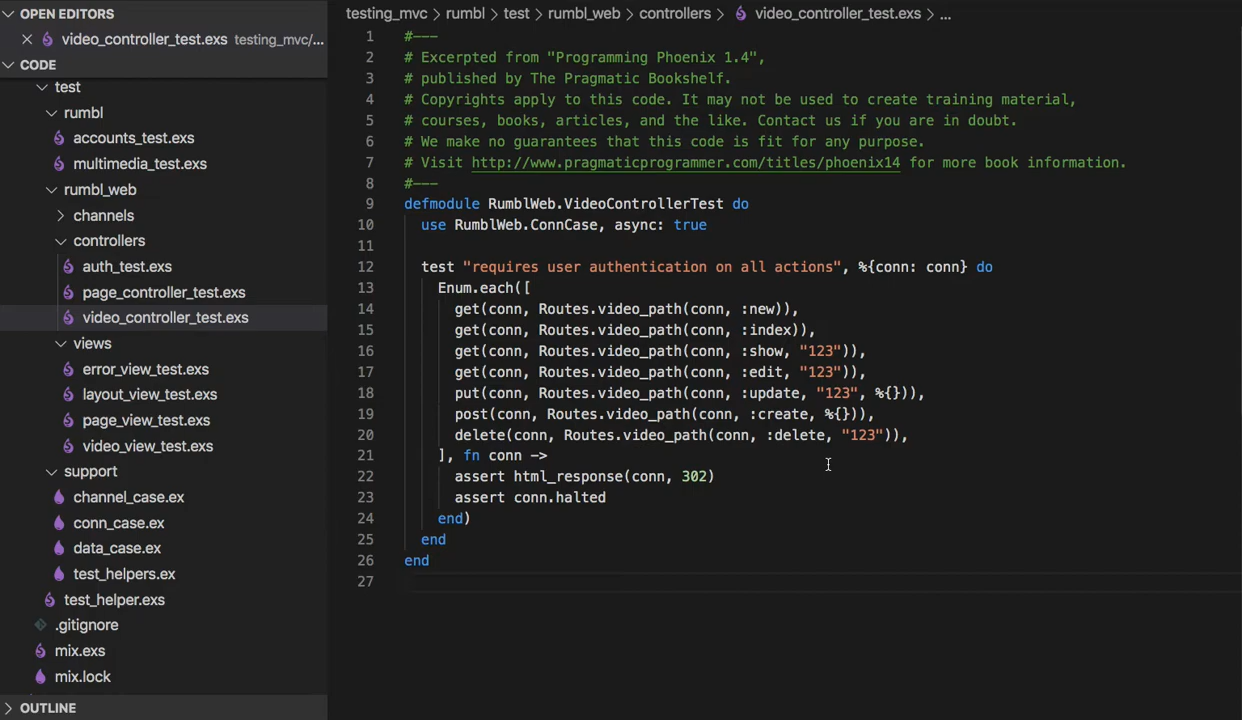 OPEN EDITORS
video_controller_test.exs testing_mvc/...
CODE
test
rumbl
accounts_test.exs
multimedia_test.exs
rumbl_web
channels
controllers
auth_test.exs
page_controller_test.exs
video_controller_test.exs
views
error_view_test.exs
layout_view_test.exs
page_view_test.exs
video_view_test.exs
support
channel_case.ex
conn_case.ex
data_case.ex
test_helpers.ex
test_helper.exs
.gitignore
mix.exs
mix.lock
OUTLINE
testing_mvc > rumbl > test > rumbl_web > controllers > video_controller_test.exs > ...
1 #---
2 # Excerpted from "Programming Phoenix 1.4",
3 # published by The Pragmatic Bookshelf.
4 # Copyrights apply to this code. It may not be used to create training material,
5 # courses, books, articles, and the like. Contact us if you are in doubt.
6 # We make no guarantees that this code is fit for any purpose.
7 # Visit http://www.pragmaticprogrammer.com/titles/phoenix14 for more book information.
8 #---
9 defmodule RumblWeb.VideoControllerTest do
10   use RumblWeb.ConnCase, async: true
11
12   test "requires user authentication on all actions", %{conn: conn} do
13     Enum.each([
14       get(conn, Routes.video_path(conn, :new)),
15       get(conn, Routes.video_path(conn, :index)),
16       get(conn, Routes.video_path(conn, :show, "123")),
17       get(conn, Routes.video_path(conn, :edit, "123")),
18       put(conn, Routes.video_path(conn, :update, "123", %{})),
19       post(conn, Routes.video_path(conn, :create, %{})),
20       delete(conn, Routes.video_path(conn, :delete, "123")),
21     ], fn conn ->
22       assert html_response(conn, 302)
23       assert conn.halted
24     end)
25   end
26 end
27